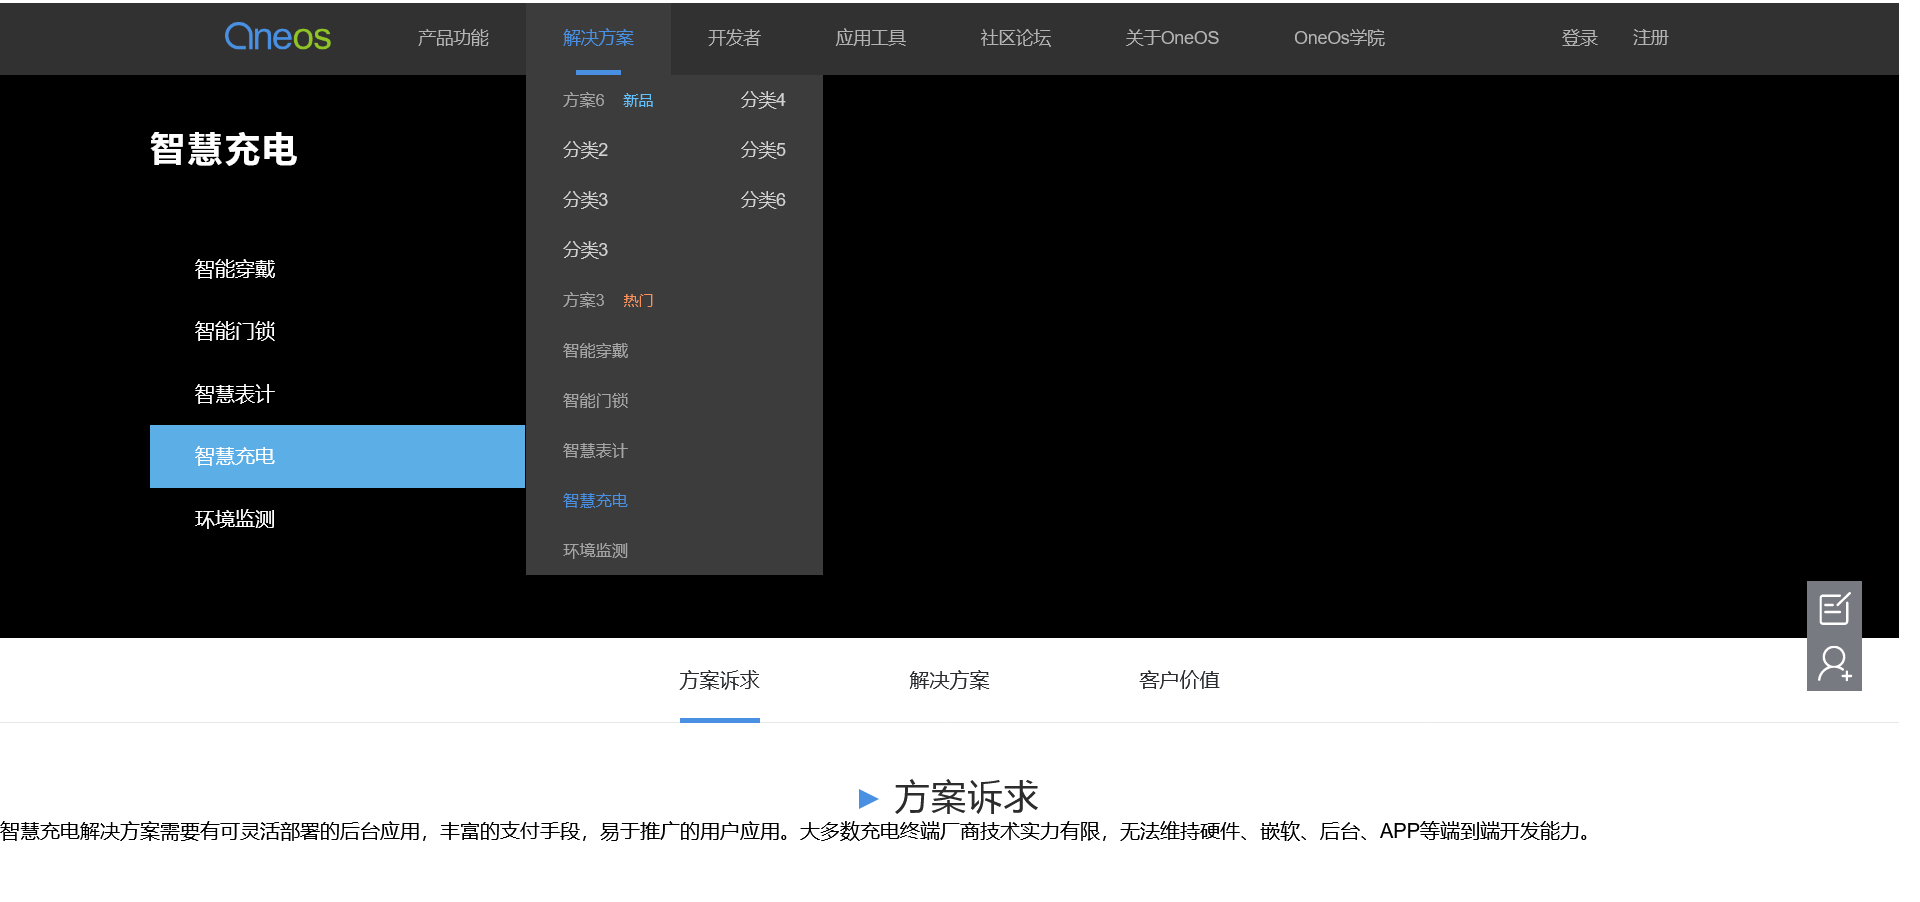 Oneos 产品功能 解决方案 开发者 应用工具 社区论坛 关于OneOS OneOs学院 登录 注册
智慧充电
智能穿戴
智能门锁
智慧表计
智慧充电
环境监测
方案6 新品 分类4
分类2 分类5
分类3 分类6
分类3
方案3 热门
智能穿戴
智能门锁
智慧表计
智慧充电
环境监测
方案诉求 解决方案 客户价值
方案诉求
智慧充电解决方案需要有可灵活部署的后台应用，丰富的支付手段，易于推广的用户应用。大多数充电终端厂商技术实力有限，无法维持硬件、嵌软、后台、APP等端到端开发能力。